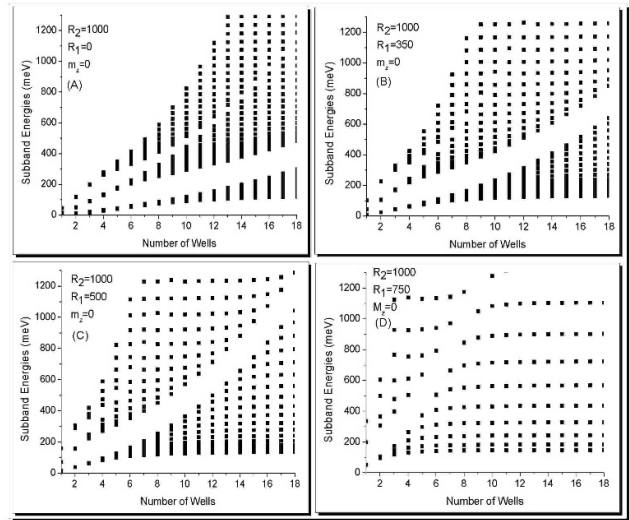 R2=1000
R1=0
mz=0
(A)
Subband Energies (meV)
1200
1000
800
600
400
200
0
2 4 6 8 10 12 14 16 18
Number of Wells
R2=1000
R1=350
mz=0
(B)
Subband Energies (meV)
1200
1000
800
600
400
200
0
2 4 6 8 10 12 14 16 18
Number of Wells
R2=1000
R1=500
mz=0
(C)
Subband Energies (meV)
1200
1000
800
600
400
200
0
2 4 6 8 10 12 14 16 18
Number of Wells
R2=1000
R1=750
Mz=0
(D)
Subband Energies (meV)
1200
1000
800
600
400
200
0
2 4 6 8 10 12 14 16 18
Number of Wells